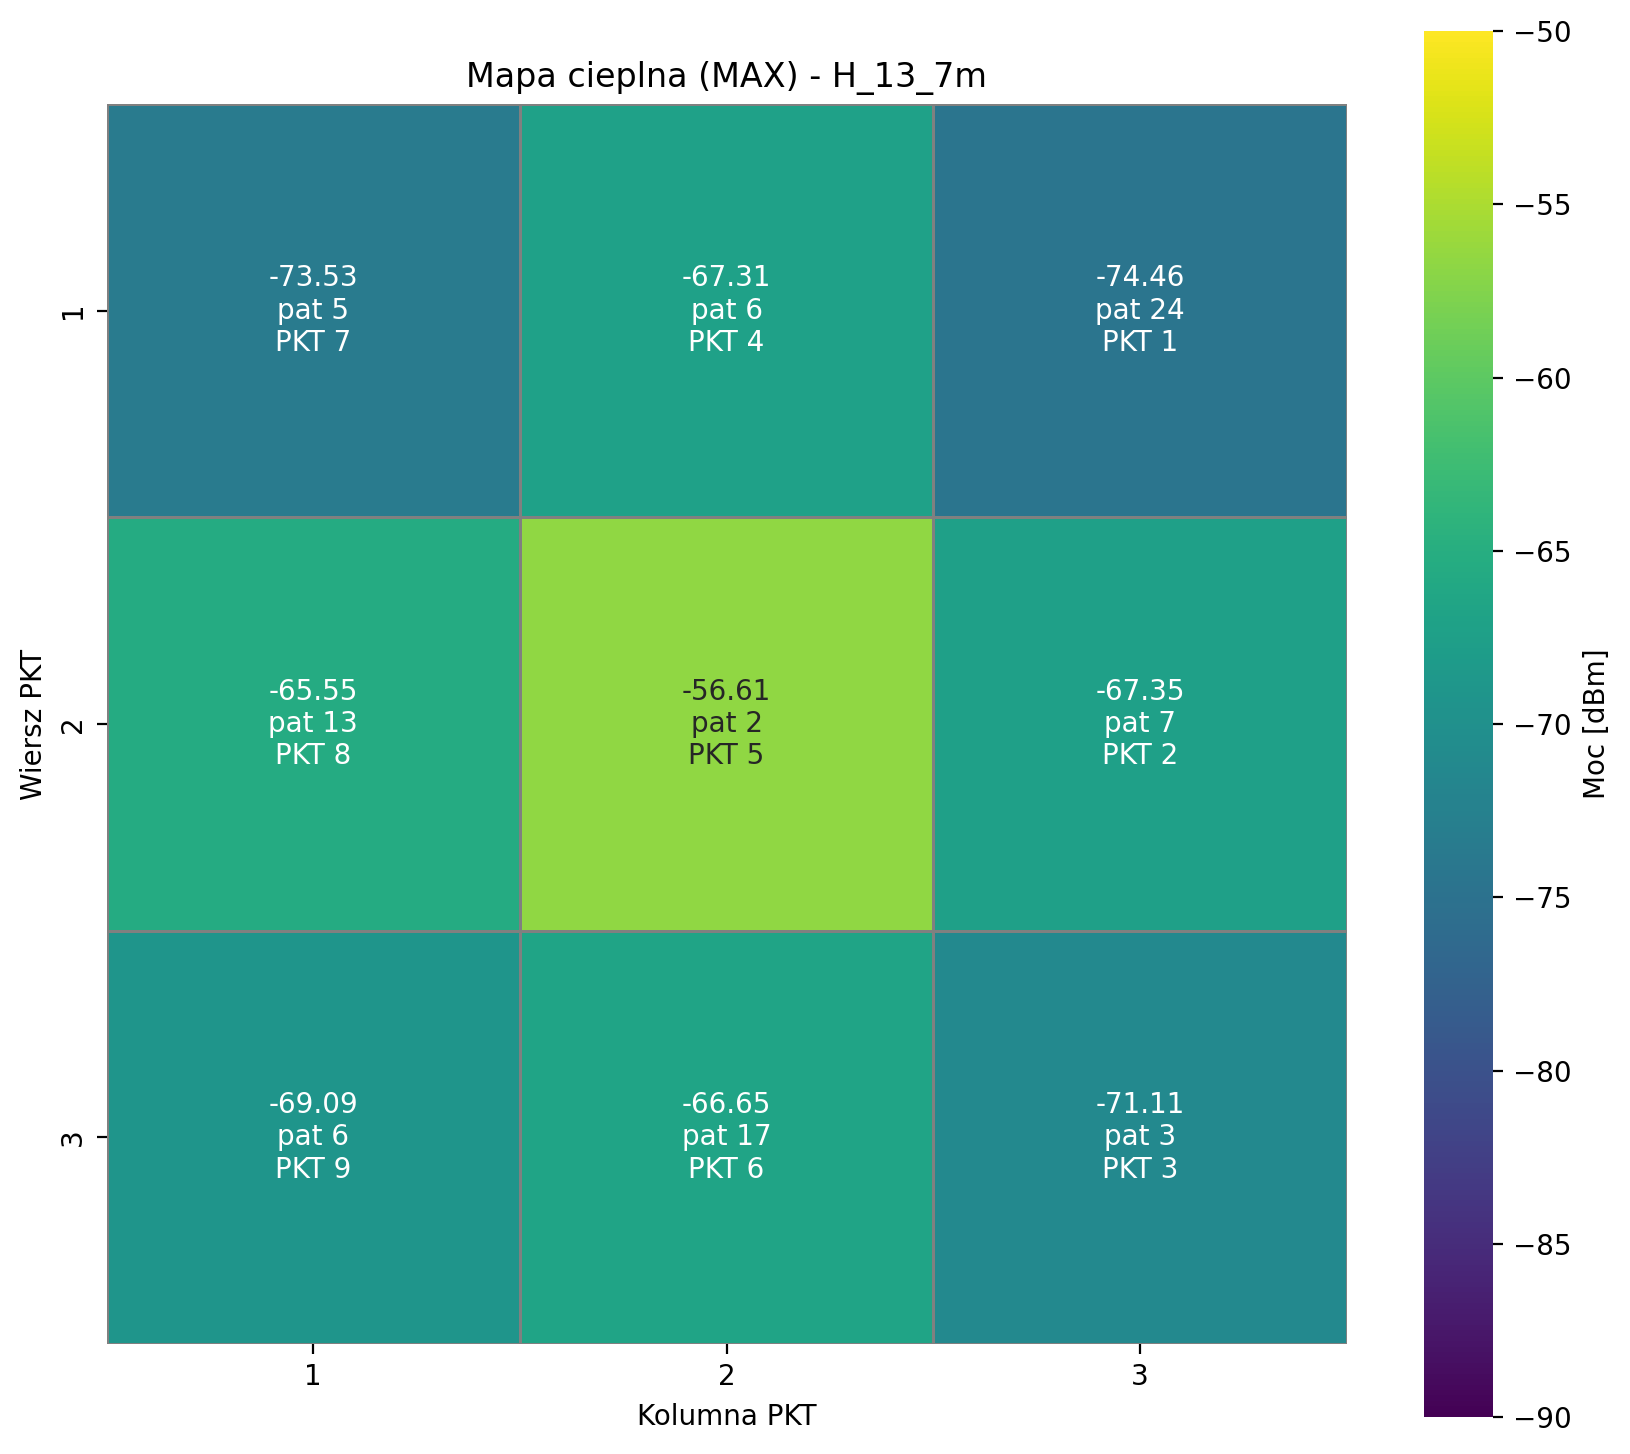 Mapa cieplna (MAX) - H_13_7m
-73.53
pat 5
PKT 7
-67.31
pat 6
PKT 4
-74.46
pat 24
PKT 1
-65.55
pat 13
PKT 8
-56.61
pat 2
PKT 5
-67.35
pat 7
PKT 2
-69.09
pat 6
PKT 9
-66.65
pat 17
PKT 6
-71.11
pat 3
PKT 3
1
2
3
Wiersz PKT
1
2
3
Kolumna PKT
−50
−55
−60
−65
−70
−75
−80
−85
−90
Moc [dBm]